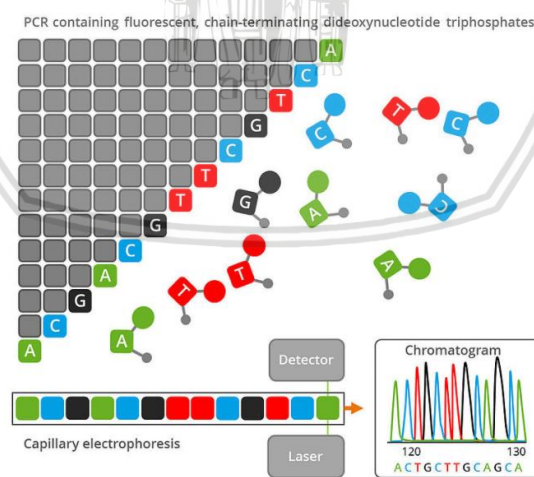 PCR containing fluorescent, chain-terminating dideoxynucleotide triphosphates
A
C
T
G
C
T
T
G
C
A
G
C
A
C
T
C
G
A
C
T
A
T
A
Detector
Chromatogram
Capillary electrophoresis
Laser
120 130
ACTGCTTGCAGCA